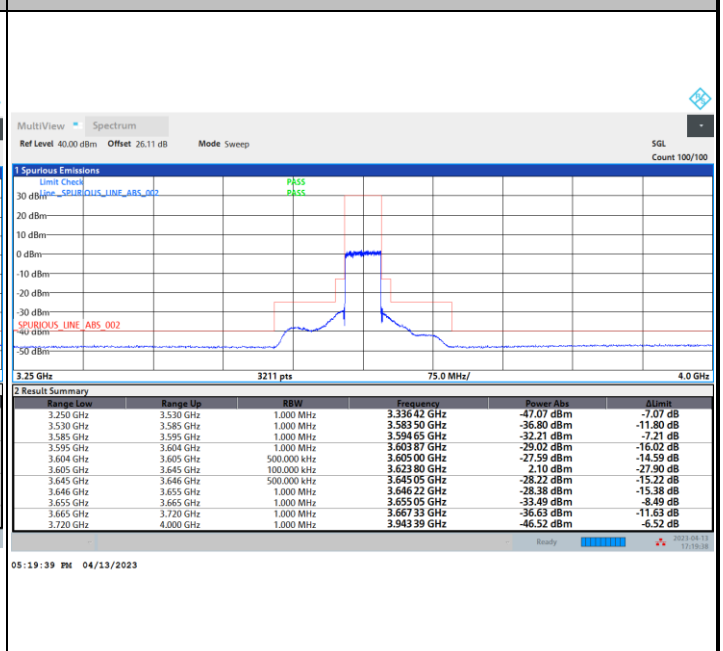 MultiView Spectrum
Ref Level 40.00 dBm Offset 26.11 dB Mode Sweep SGL
Count 100/100
1 Spurious Emissions
Limit Check PASS
Line _SPURIOUS_LINE_ABS_002 PASS
30 dBm
20 dBm
10 dBm
0 dBm
-10 dBm
-20 dBm
-30 dBm
SPURIOUS_LINE_ABS_002
-40 dBm
-50 dBm
3.25 GHz 3211 pts 75.0 MHz/ 4.0 GHz
2 Result Summary
Range Low Range Up RBW Frequency Power Abs ΔLimit
3.250 GHz 3.530 GHz 1.000 MHz 3.336 42 GHz -47.07 dBm -7.07 dB
3.530 GHz 3.585 GHz 1.000 MHz 3.583 50 GHz -36.80 dBm -11.80 dB
3.585 GHz 3.595 GHz 1.000 MHz 3.594 65 GHz -32.21 dBm -7.21 dB
3.595 GHz 3.604 GHz 1.000 MHz 3.603 87 GHz -29.02 dBm -16.02 dB
3.604 GHz 3.605 GHz 500.000 kHz 3.605 00 GHz -27.59 dBm -14.59 dB
3.605 GHz 3.645 GHz 100.000 kHz 3.623 80 GHz 2.10 dBm -27.90 dB
3.645 GHz 3.646 GHz 500.000 kHz 3.645 05 GHz -28.22 dBm -15.22 dB
3.646 GHz 3.655 GHz 1.000 MHz 3.646 22 GHz -28.38 dBm -15.38 dB
3.655 GHz 3.665 GHz 1.000 MHz 3.655 05 GHz -33.49 dBm -8.49 dB
3.665 GHz 3.720 GHz 1.000 MHz 3.667 33 GHz -36.63 dBm -11.63 dB
3.720 GHz 4.000 GHz 1.000 MHz 3.943 39 GHz -46.52 dBm -6.52 dB
Ready 2023-04-13
17:19:38
05:19:39 PM 04/13/2023